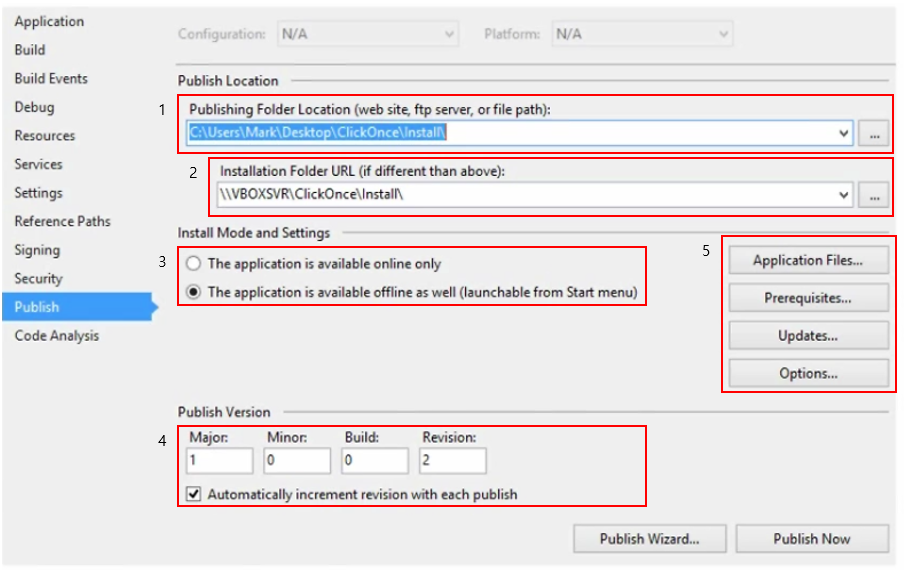 Application
Build
Build Events
Debug
Resources
Services
Settings
Reference Paths
Signing
Security
Publish
Code Analysis
Configuration: N/A Platform: N/A
Publish Location
1 Publishing Folder Location (web site, ftp server, or file path):
C:\Users\Mark\Desktop\ClickOnce\Install\ ...
2 Installation Folder URL (if different than above):
\\VBOXSVR\ClickOnce\Install\ ...
Install Mode and Settings
3 The application is available online only
The application is available offline as well (launchable from Start menu)
5 Application Files...
Prerequisites...
Updates...
Options...
Publish Version
4 Major: Minor: Build: Revision:
1 0 0 2
Automatically increment revision with each publish
Publish Wizard... Publish Now